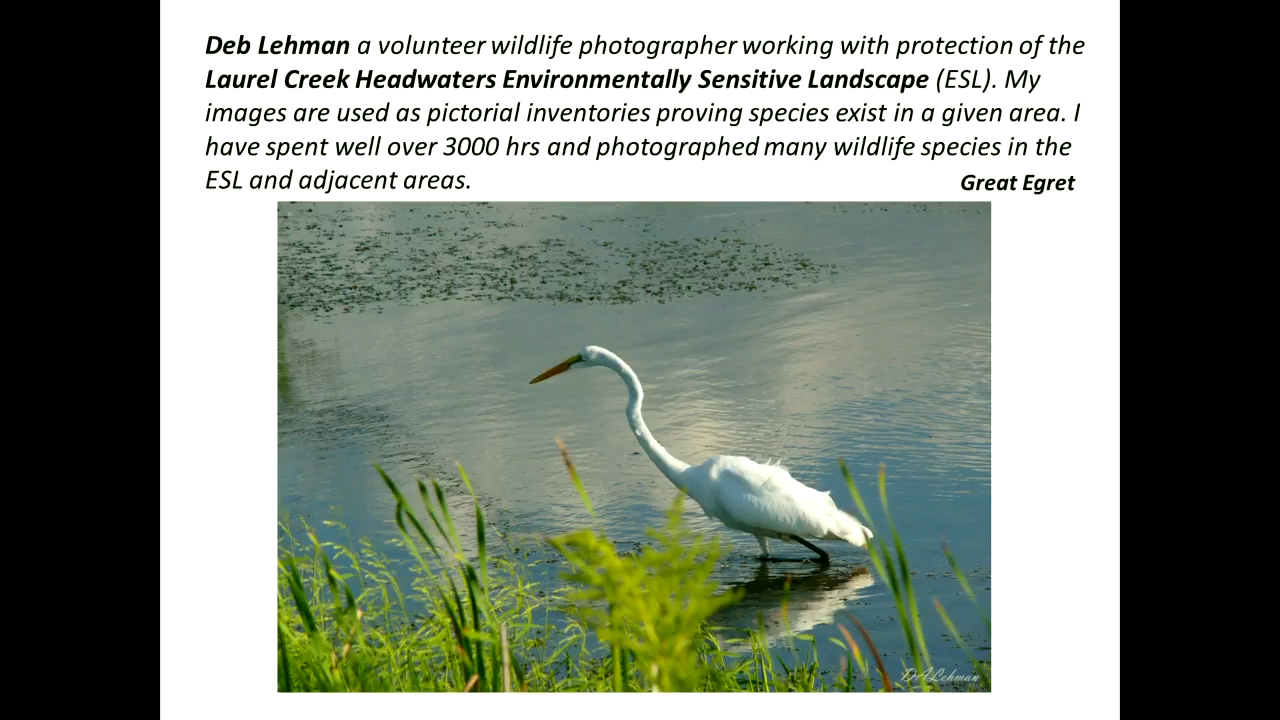 Deb Lehman a volunteer wildlife photographer working with protection of the
Laurel Creek Headwaters Environmentally Sensitive Landscape (ESL). My
images are used as pictorial inventories proving species exist in a given area. I
have spent well over 3000 hrs and photographed many wildlife species in the
ESL and adjacent areas.
Great Egret
DALehman